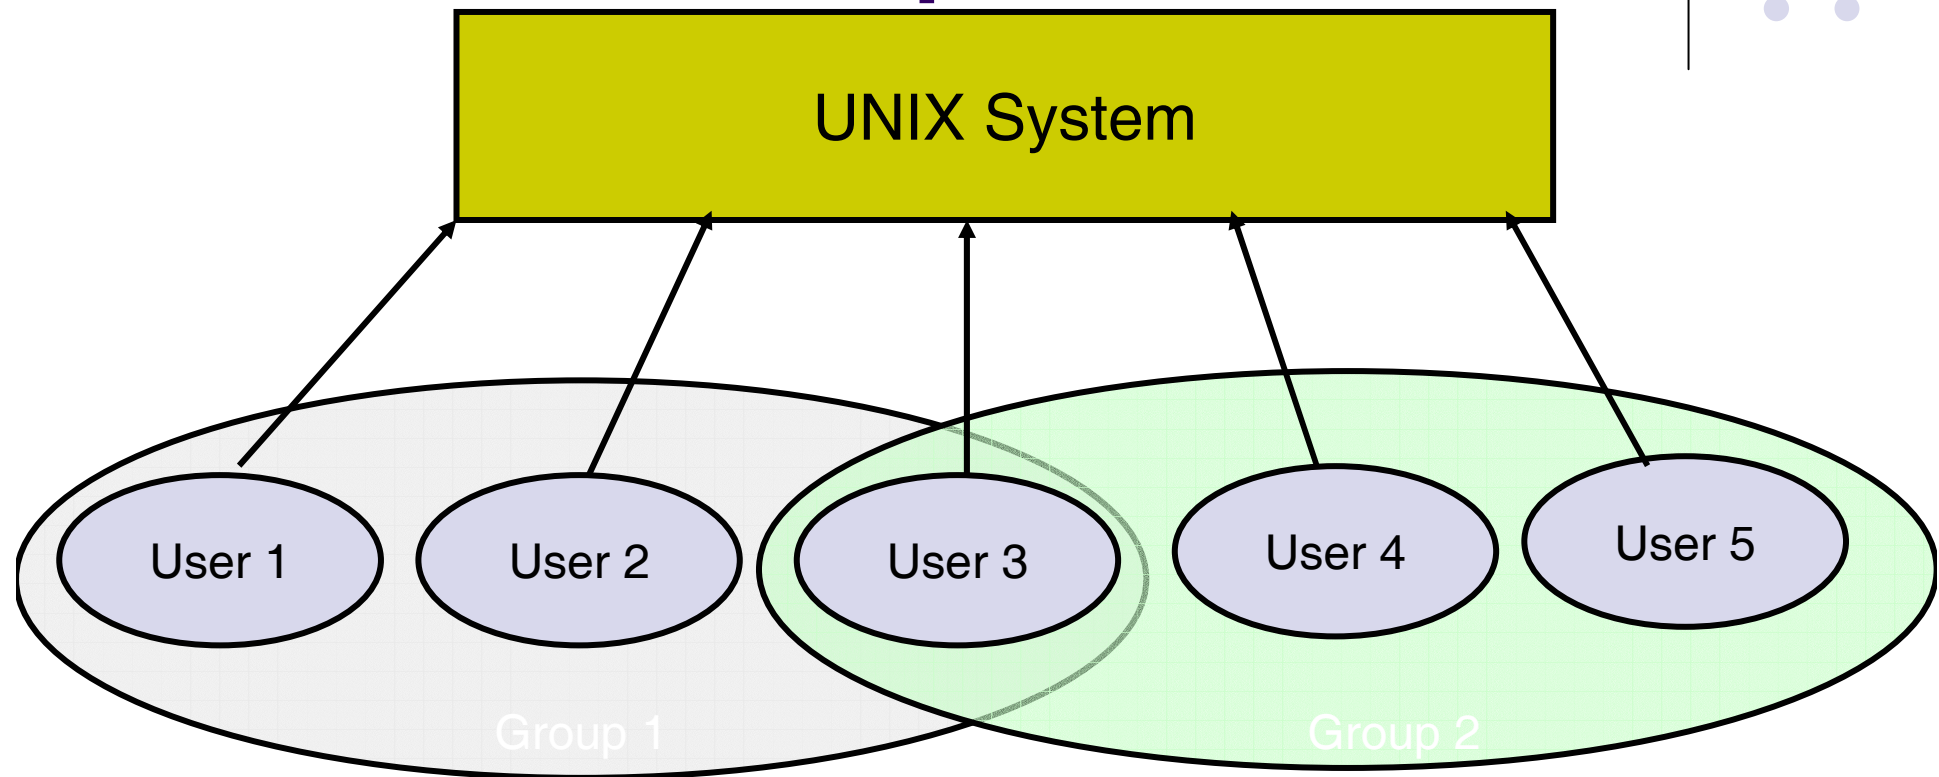 UNIX System
User 1
User 2
User 3
User 4
User 5
Group 1
Group 2